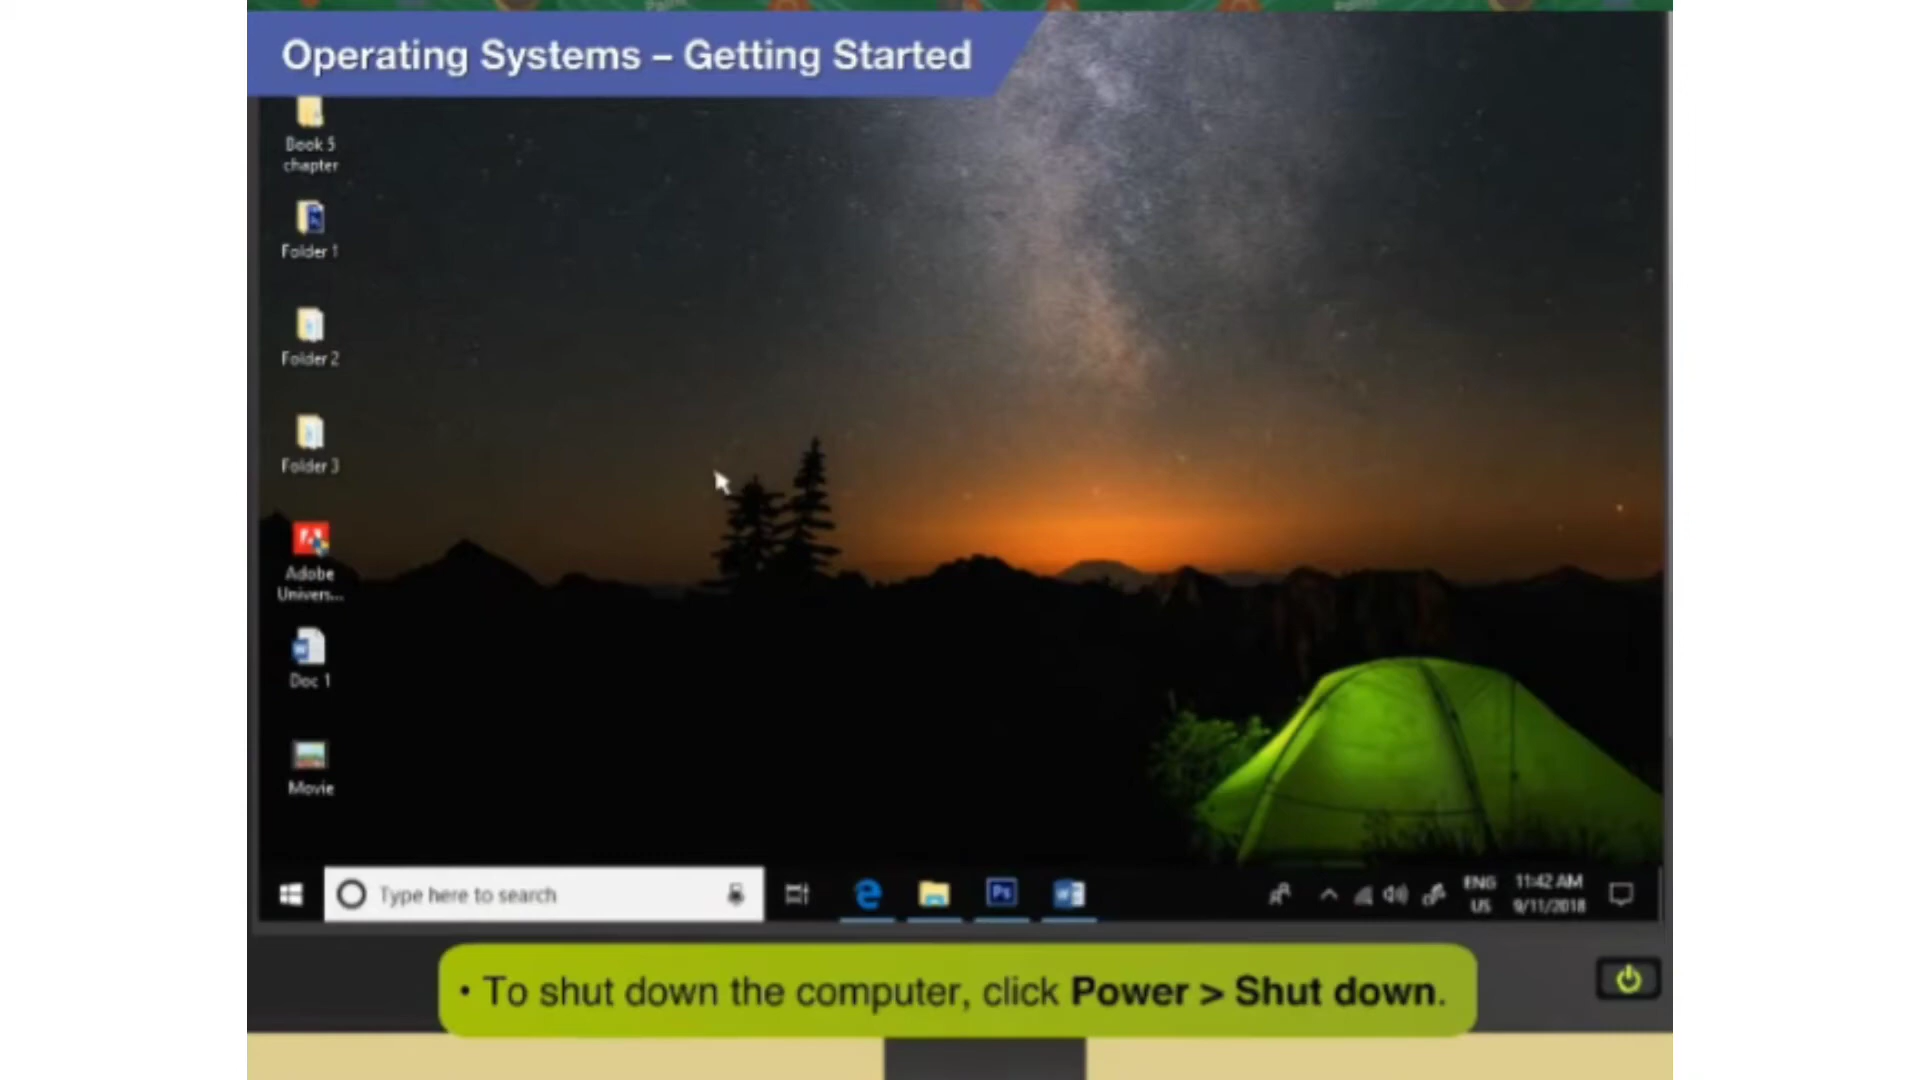 Operating Systems – Getting Started
Book 5
chapter
Folder 1
Folder 2
Folder 3
Adobe
Univers...
Doc 1
Movie
Type here to search
Ps
W
ENG
US
11:42 AM
9/11/2018
• To shut down the computer, click Power > Shut down.